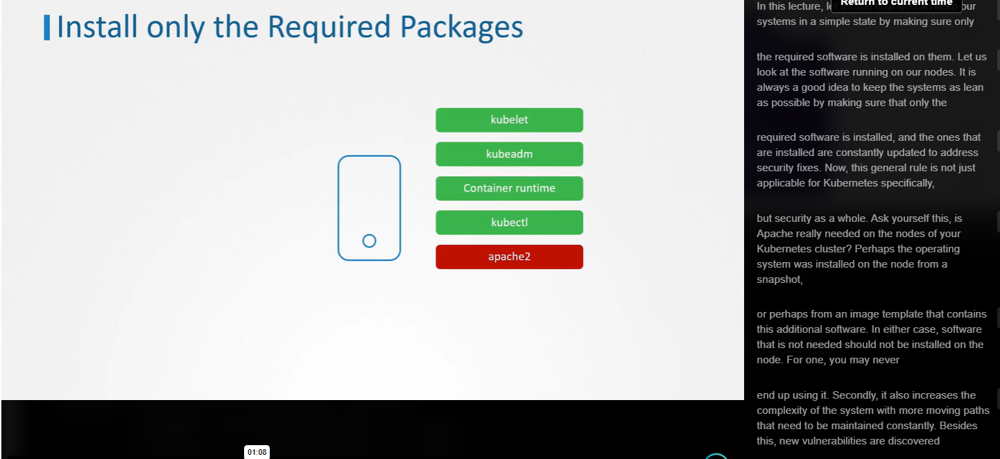 Install only the Required Packages
kubelet
kubeadm
Container runtime
kubectl
apache2
01:08
Return to current time
In this lecture, our
systems in a simple state by making sure only
the required software is installed on them. Let us
look at the software running on our nodes. It is
always a good idea to keep the systems as lean
as possible by making sure that only the
required software is installed, and the ones that
are installed are constantly updated to address
security fixes. Now, this general rule is not just
applicable for Kubernetes specifically,
but security as a whole. Ask yourself this, is
Apache really needed on the nodes of your
Kubernetes cluster? Perhaps the operating
system was installed on the node from a
snapshot,
or perhaps from an image template that contains
this additional software. In either case, software
that is not needed should not be installed on the
node. For one, you may never
end up using it. Secondly, it also increases the
complexity of the system with more moving paths
that need to be maintained constantly. Besides
this, new vulnerabilities are discovered